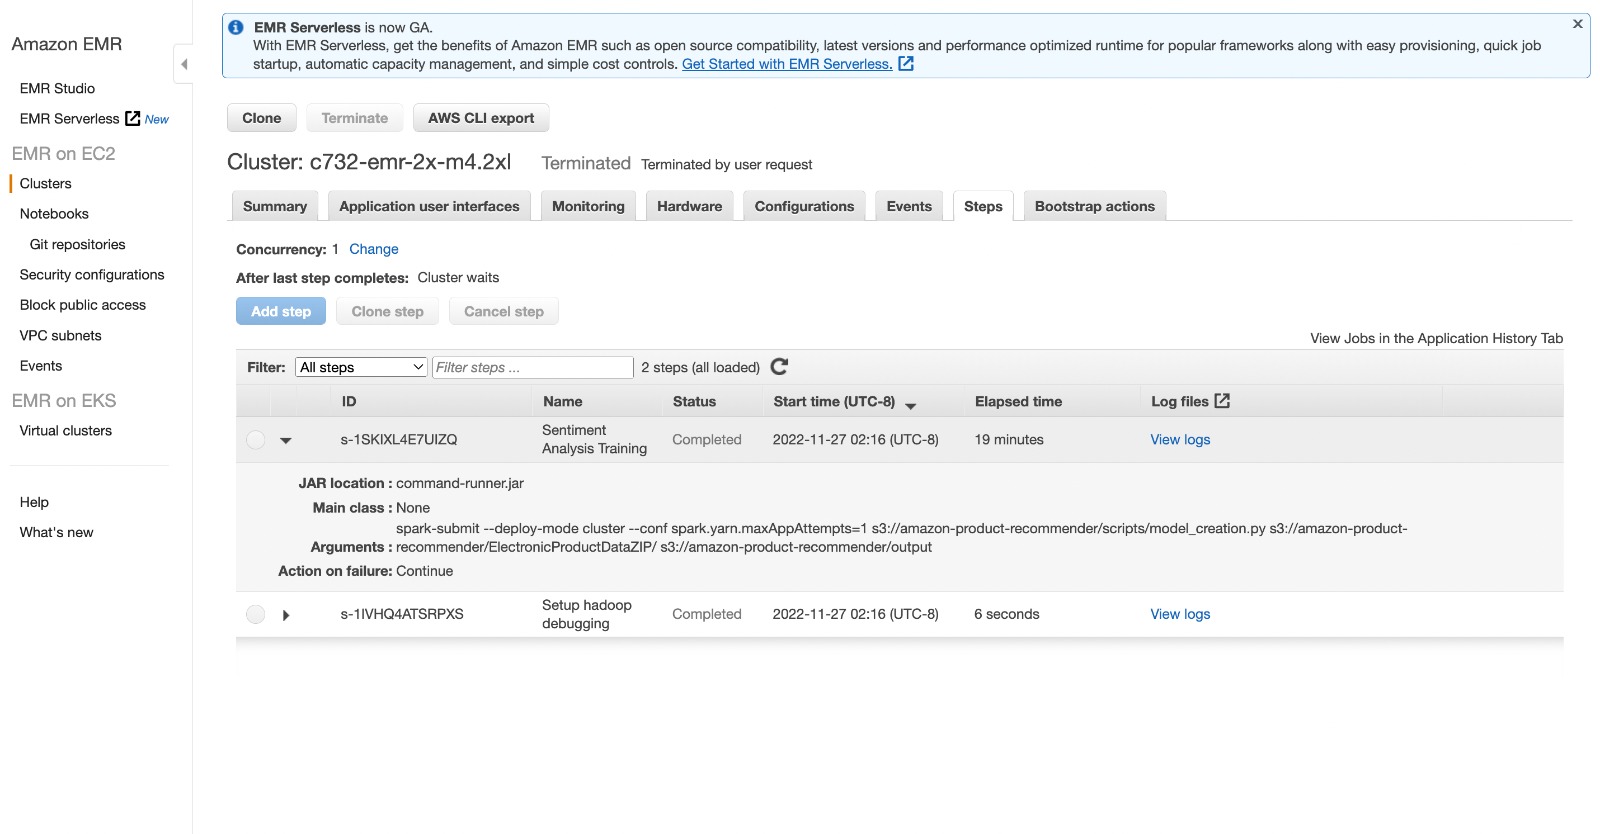 Amazon EMR
EMR Studio
EMR Serverless New
EMR on EC2
Clusters
Notebooks
Git repositories
Security configurations
Block public access
VPC subnets
Events
EMR on EKS
Virtual clusters
Help
What's new
EMR Serverless is now GA.
With EMR Serverless, get the benefits of Amazon EMR such as open source compatibility, latest versions and performance optimized runtime for popular frameworks along with easy provisioning, quick job
startup, automatic capacity management, and simple cost controls. Get Started with EMR Serverless.
Clone Terminate AWS CLI export
Cluster: c732-emr-2x-m4.2xl Terminated Terminated by user request
Summary Application user interfaces Monitoring Hardware Configurations Events Steps Bootstrap actions
Concurrency: 1 Change
After last step completes: Cluster waits
Add step Clone step Cancel step
View Jobs in the Application History Tab
Filter: All steps Filter steps ... 2 steps (all loaded)
ID Name Status Start time (UTC-8) Elapsed time Log files
s-1SKIXL4E7UIZQ Sentiment Analysis Training Completed 2022-11-27 02:16 (UTC-8) 19 minutes View logs
JAR location : command-runner.jar
Main class : None
spark-submit --deploy-mode cluster --conf spark.yarn.maxAppAttempts=1 s3://amazon-product-recommender/scripts/model_creation.py s3://amazon-product-
Arguments : recommender/ElectronicProductDataZIP/ s3://amazon-product-recommender/output
Action on failure: Continue
s-1IVHQ4ATSRPXS Setup hadoop debugging Completed 2022-11-27 02:16 (UTC-8) 6 seconds View logs